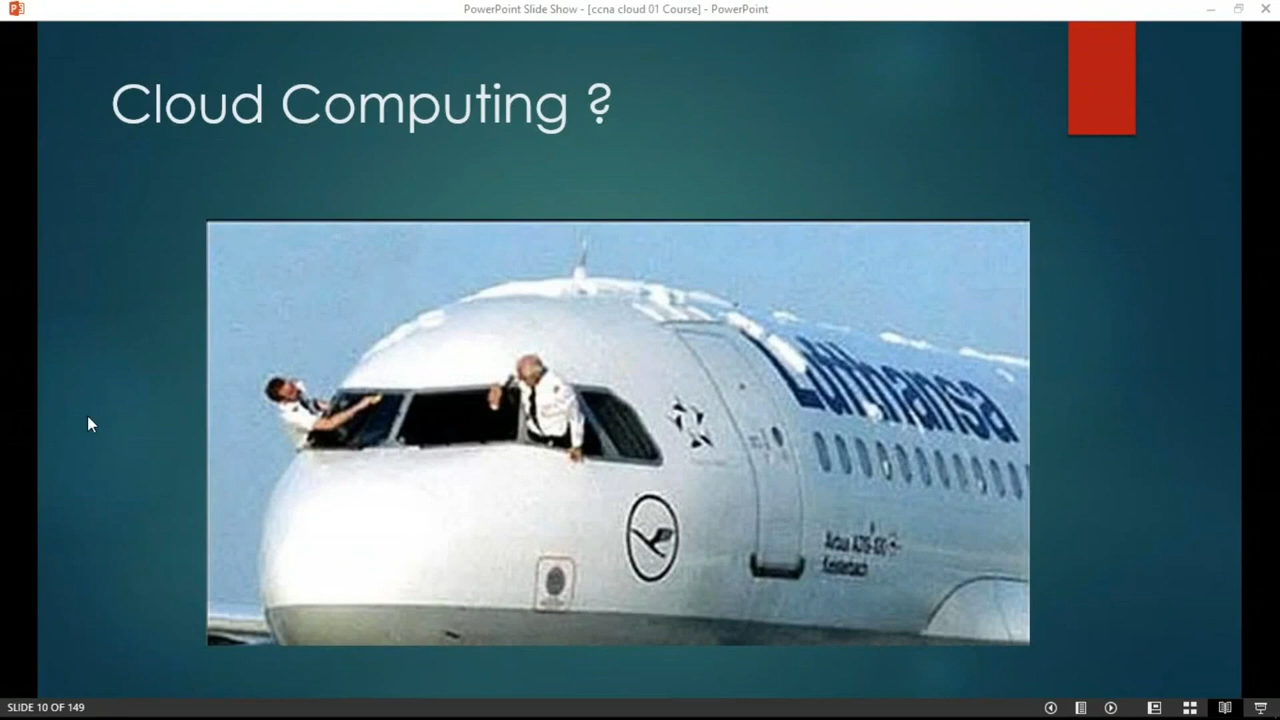 PowerPoint Slide Show - [ccna cloud 01 Course] - PowerPoint
Cloud Computing ?
Lufthansa
SLIDE 10 OF 149